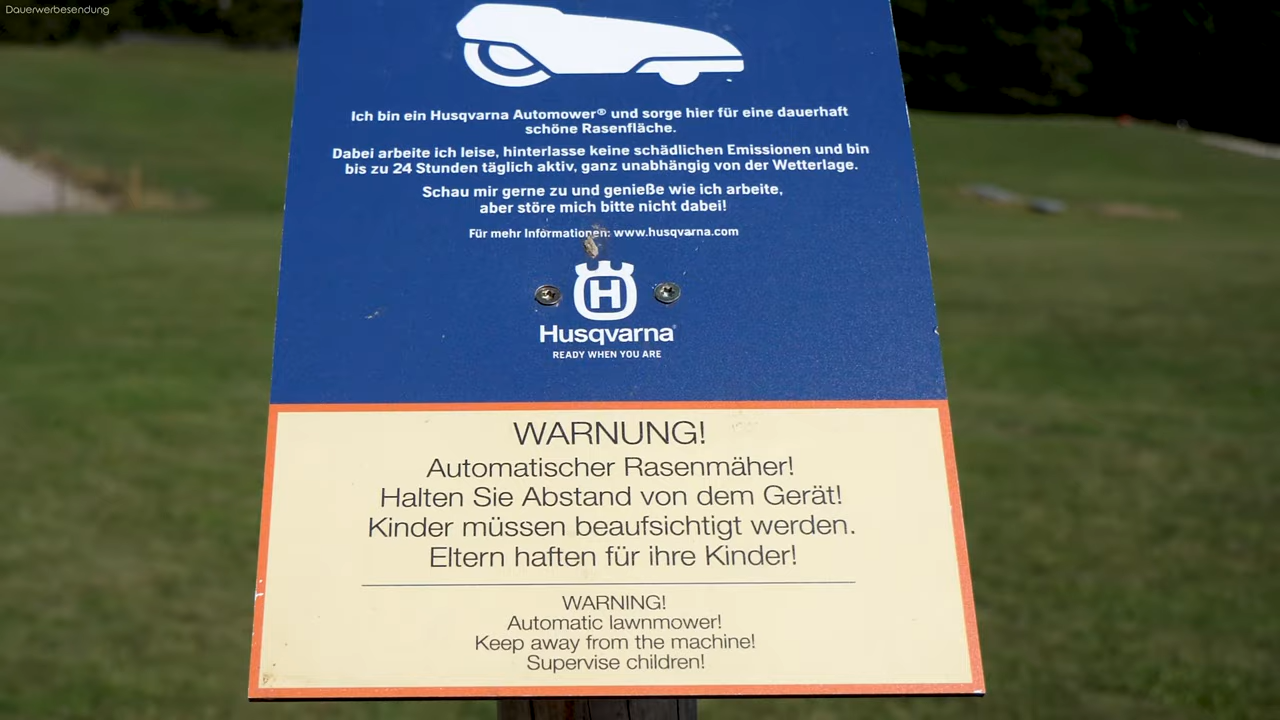 Dauerwerbesendung
Ich bin ein Husqvarna Automower® und sorge hier für eine dauerhaft
schöne Rasenfläche.
Dabei arbeite ich leise, hinterlasse keine schädlichen Emissionen und bin
bis zu 24 Stunden täglich aktiv, ganz unabhängig von der Wetterlage.
Schau mir gerne zu und genieße wie ich arbeite,
aber störe mich bitte nicht dabei!
Für mehr Informationen: www.husqvarna.com
H
Husqvarna®
READY WHEN YOU ARE
WARNUNG!
Automatischer Rasenmäher!
Halten Sie Abstand von dem Gerät!
Kinder müssen beaufsichtigt werden.
Eltern haften für ihre Kinder!
WARNING!
Automatic lawnmower!
Keep away from the machine!
Supervise children!